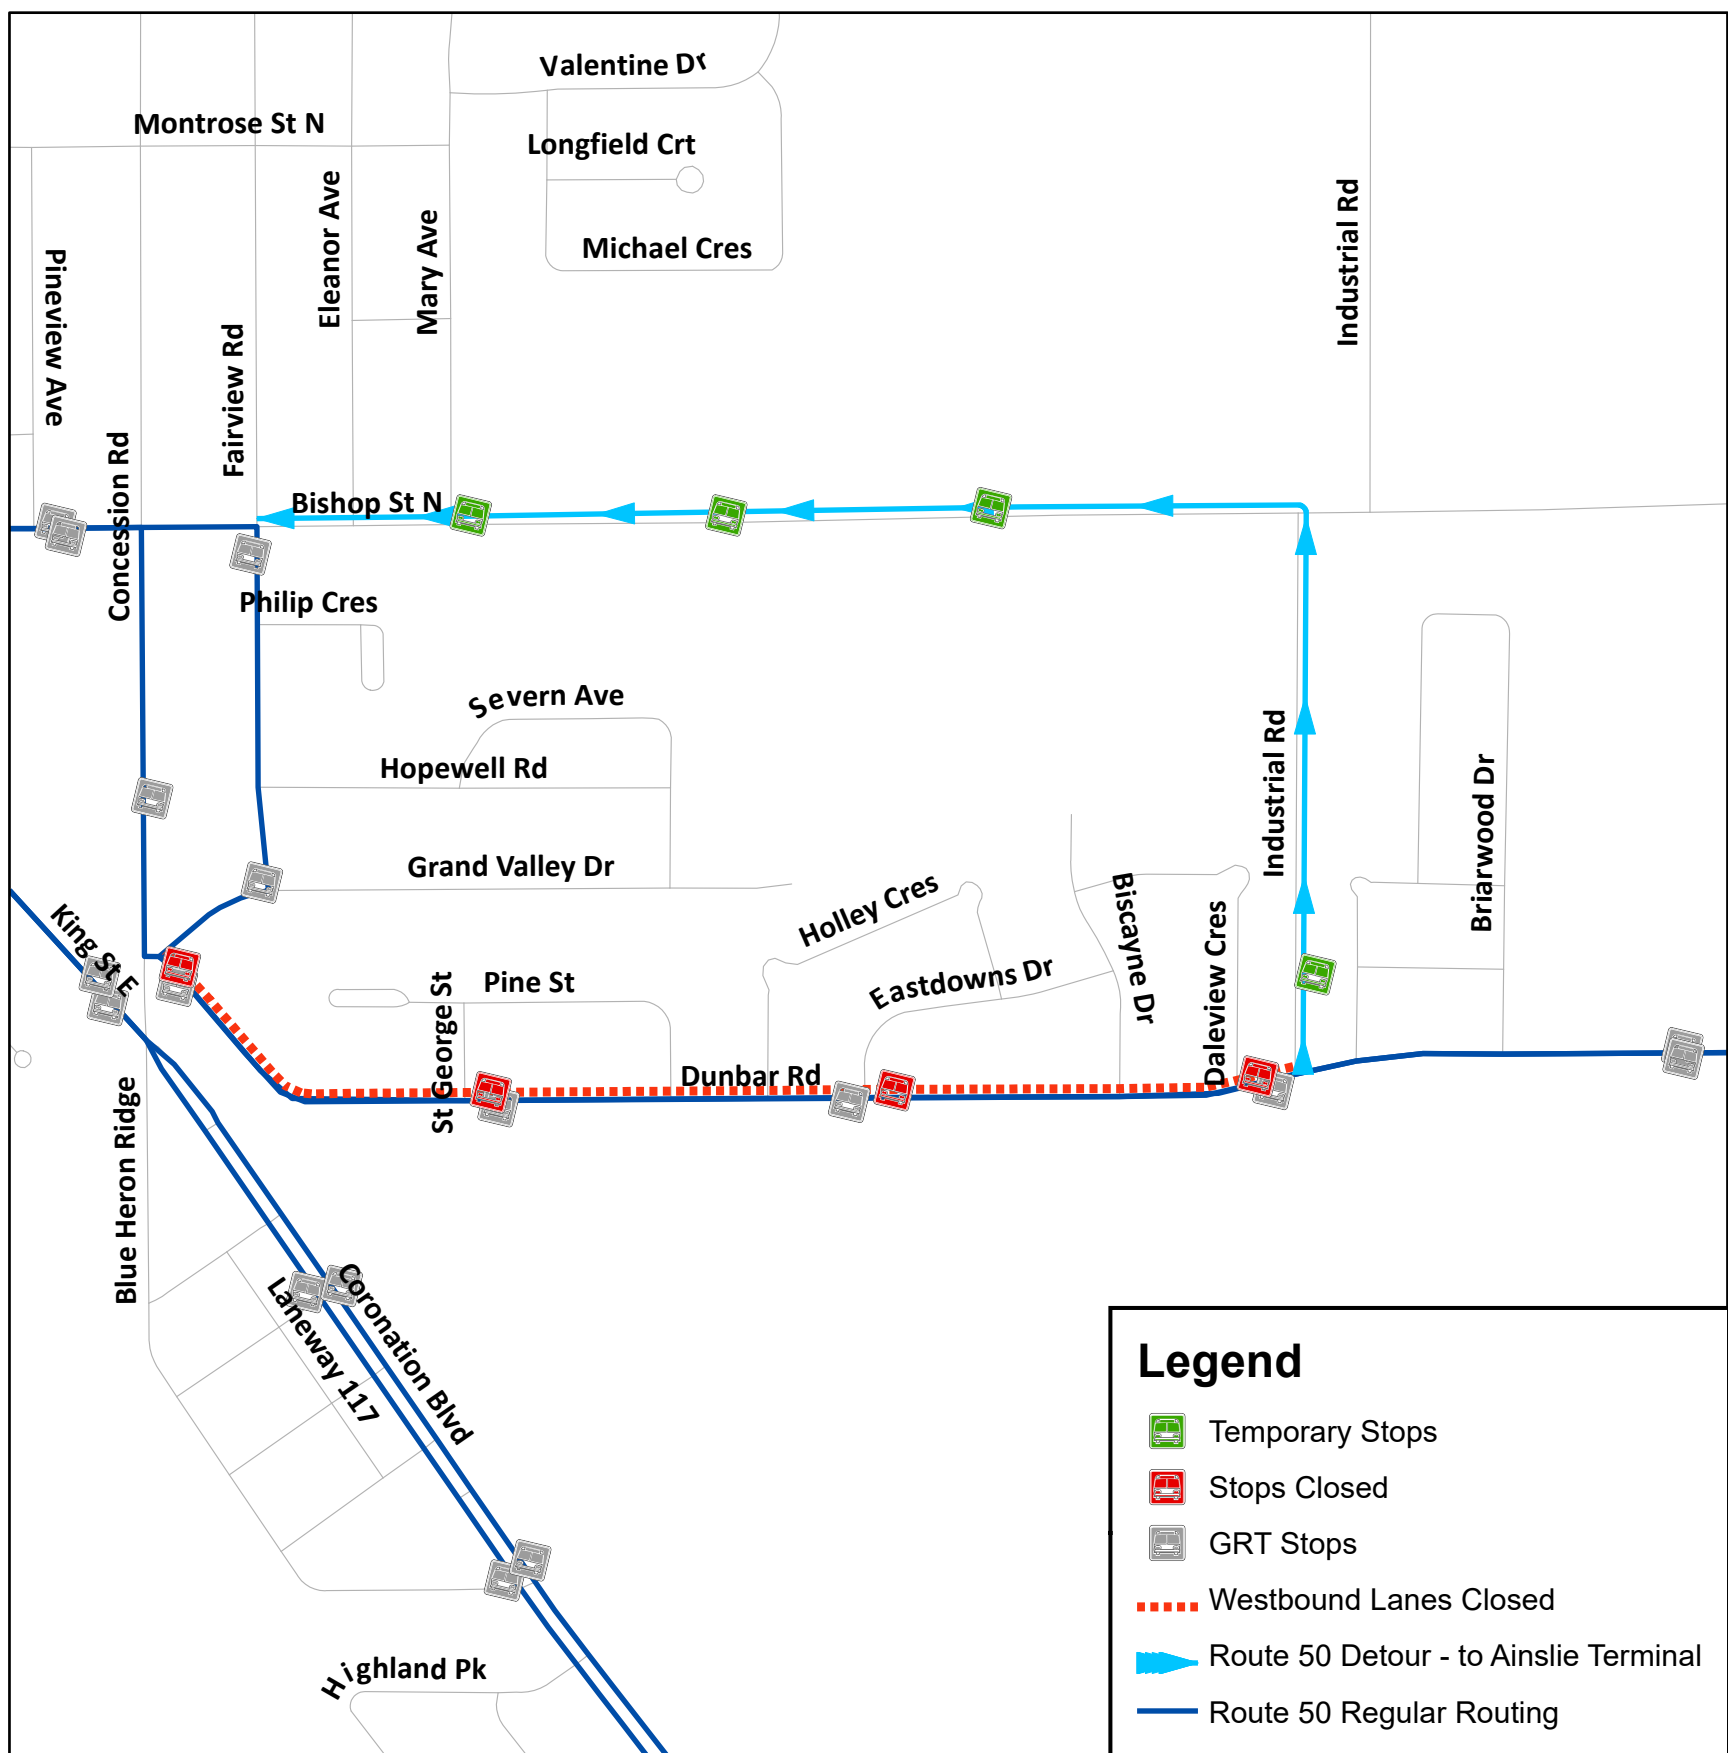 Valentine Dr
Montrose St N
Longfield Crt
Eleanor Ave
Mary Ave
Industrial Rd
Michael Cres
Pineview Ave
Fairview Rd
Concession Rd
Bishop St N
Philip Cres
Severn Ave
Hopewell Rd
Industrial Rd
Briarwood Dr
Grand Valley Dr
Holley Cres
Biscayne Dr
Daleview Cres
King St E
Pine St
St George St
Eastdowns Dr
Dunbar Rd
Blue Heron Ridge
Coronation Blvd
Laneway 117
Highland Pk
Legend
Temporary Stops
Stops Closed
GRT Stops
Westbound Lanes Closed
Route 50 Detour - to Ainslie Terminal
Route 50 Regular Routing